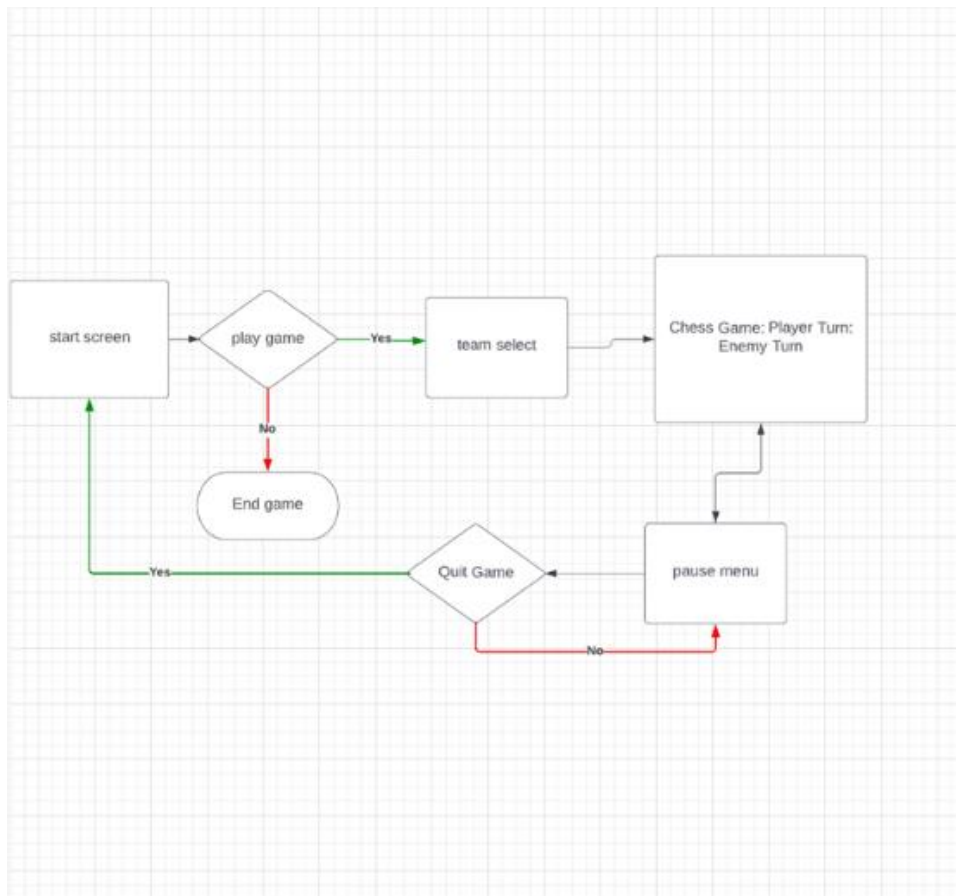 start screen
play game
Yes
team select
Chess Game: Player Turn:
Enemy Turn
No
End game
Yes
Quit Game
pause menu
No